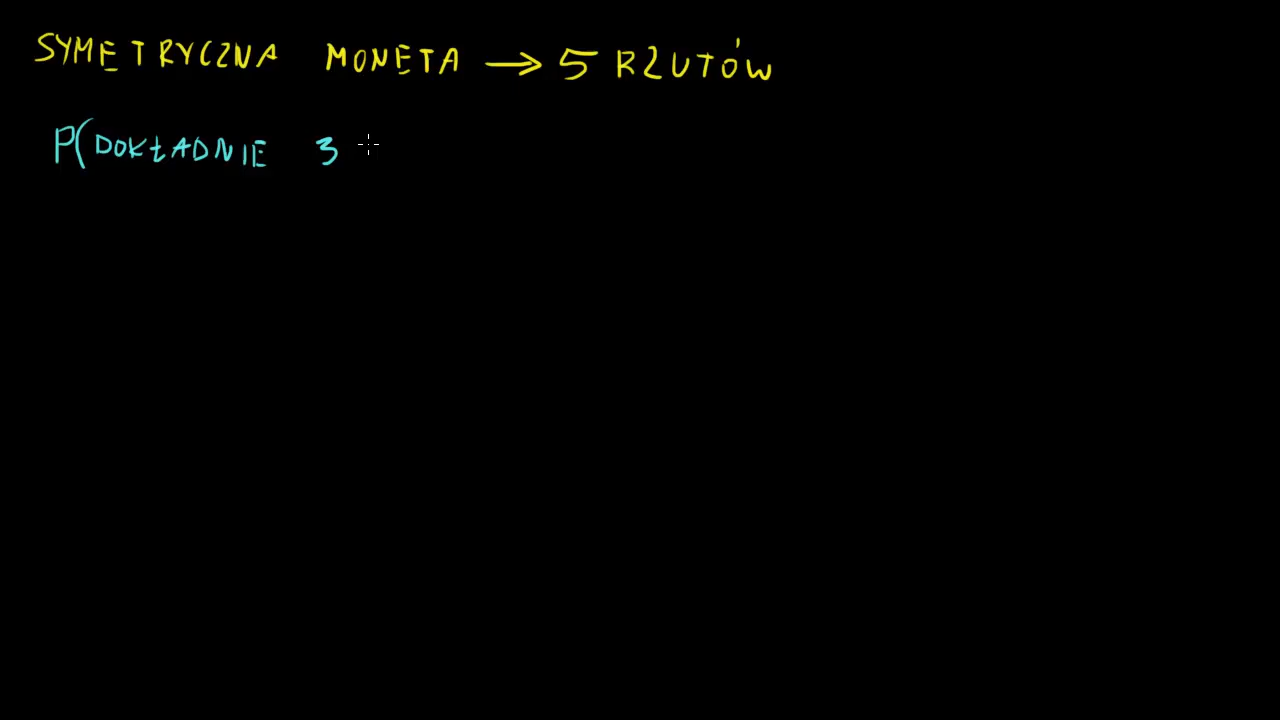 SYMETRYCZNA MONETA → 5 RZUTÓW
P(DOKŁADNIE 3